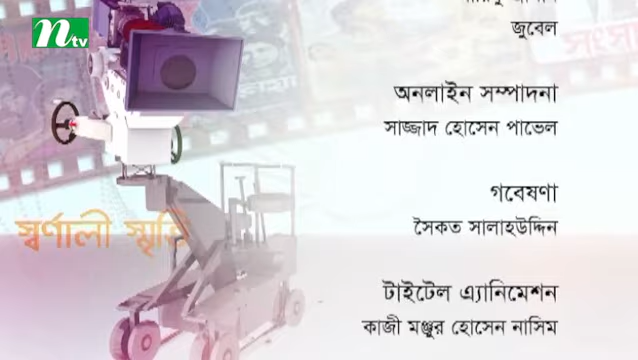 ntv
জুবেল
অনলাইন সম্পাদনা
সাজ্জাদ হোসেন পাভেল
গবেষণা
সৈকত সালাহউদ্দিন
স্বর্ণালী স্মৃতি
টাইটেল এ্যানিমেশন
কাজী মঞ্জুর হোসেন নাসিম